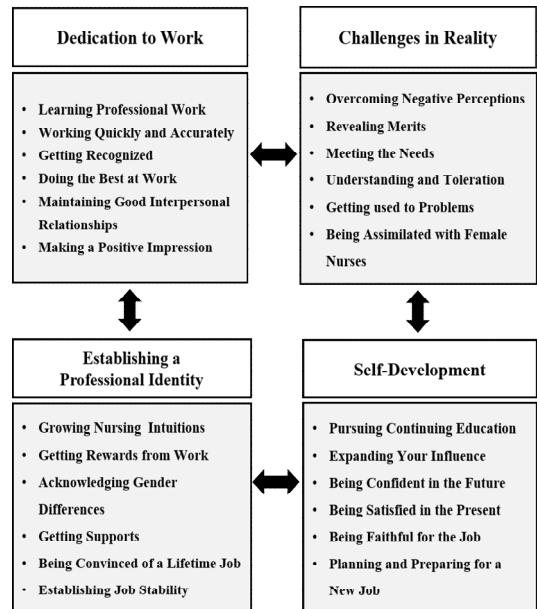 Dedication to Work
• Learning Professional Work
• Working Quickly and Accurately
• Getting Recognized
• Doing the Best at Work
• Maintaining Good Interpersonal
Relationships
• Making a Positive Impression
Challenges in Reality
• Overcoming Negative Perceptions
• Revealing Merits
• Meeting the Needs
• Understanding and Toleration
• Getting used to Problems
• Being Assimilated with Female
Nurses
Establishing a
Professional Identity
• Growing Nursing Intuitions
• Getting Rewards from Work
• Acknowledging Gender
Differences
• Getting Supports
• Being Convinced of a Lifetime Job
• Establishing Job Stability
Self-Development
• Pursuing Continuing Education
• Expanding Your Influence
• Being Confident in the Future
• Being Satisfied in the Present
• Being Faithful for the Job
• Planning and Preparing for a
New Job